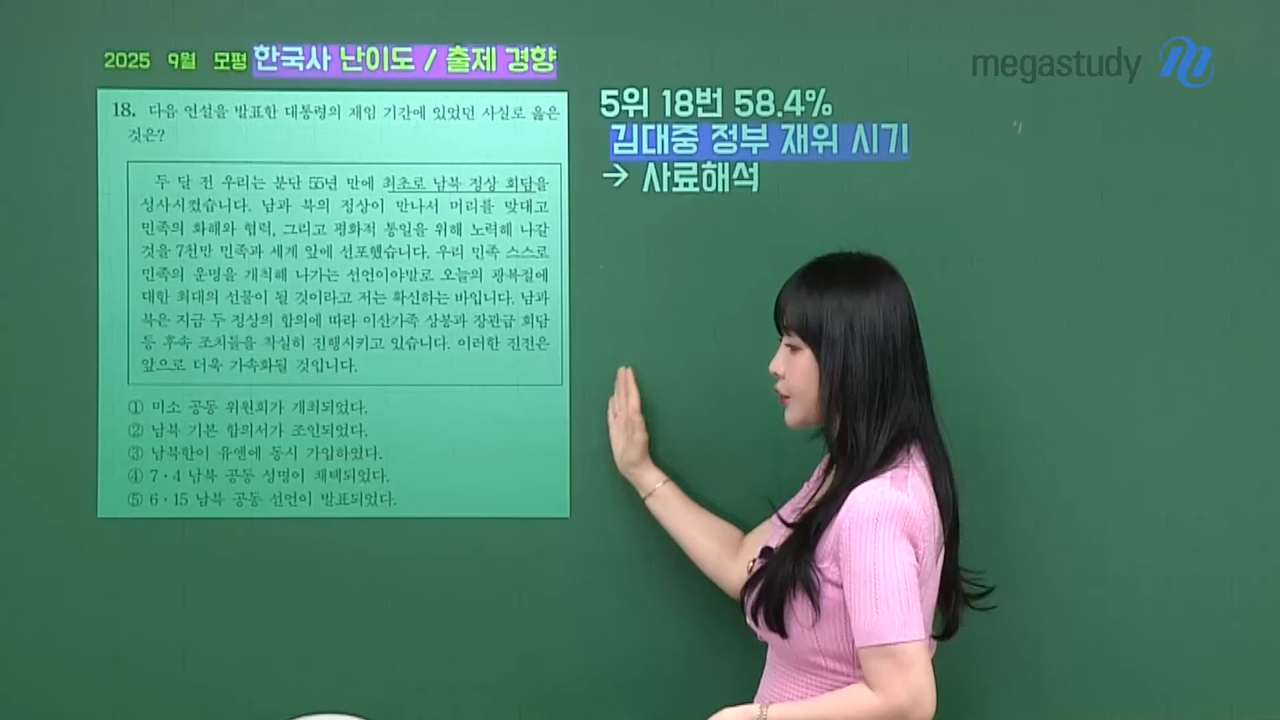 2025 9월 모평 한국사 난이도 / 출제 경향
megastudy
18. 다음 연설을 발표한 대통령의 재임 기간에 있었던 사실로 옳은
것은?
두 달 전 우리는 분단 55년 만에 최초로 남북 정상 회담을
성사시켰습니다. 남과 북의 정상이 만나서 머리를 맞대고
민족의 화해와 협력, 그리고 평화적 통일을 위해 노력해 나갈
것을 7천만 민족과 세계 앞에 선포했습니다. 우리 민족 스스로
민족의 운명을 개척해 나가는 선언이야말로 오늘의 광복절에
대한 최대의 선물이 될 것이라고 저는 확신하는 바입니다. 남과
북은 지금 두 정상의 합의에 따라 이산가족 상봉과 장관급 회담
등 후속 조치들을 착실히 진행시키고 있습니다. 이러한 진전은
앞으로 더욱 가속화될 것입니다.
① 미소 공동 위원회가 개최되었다.
② 남북 기본 합의서가 조인되었다.
③ 남북한이 유엔에 동시 가입하였다.
④ 7·4 남북 공동 성명이 채택되었다.
⑤ 6·15 남북 공동 선언이 발표되었다.
5위 18번 58.4%
김대중 정부 재위 시기
→ 사료해석